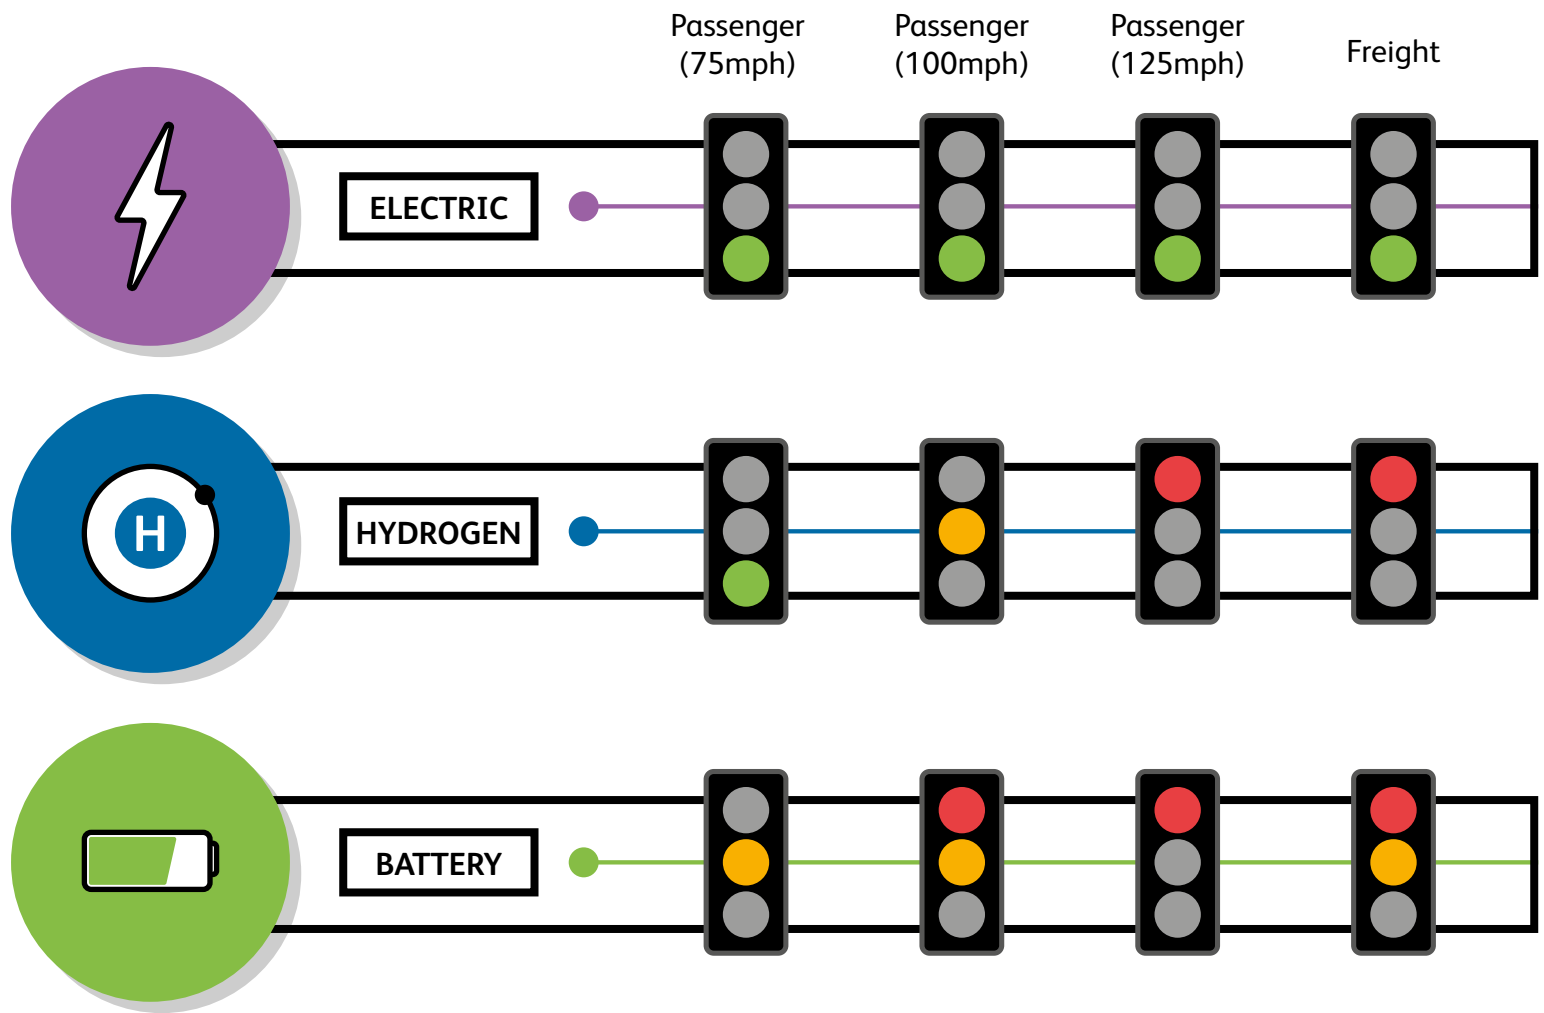 Passenger
(75mph)
Passenger
(100mph)
Passenger
(125mph)
Freight
ELECTRIC
H
HYDROGEN
BATTERY